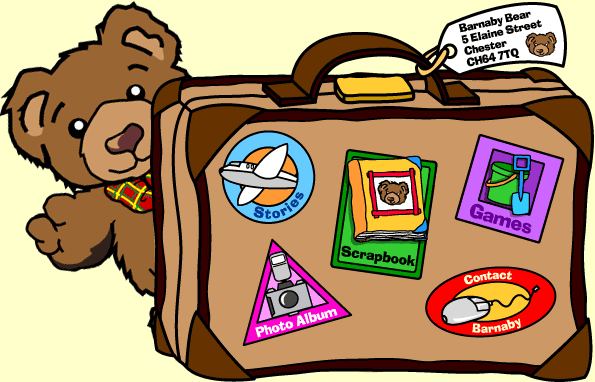 Barnaby Bear
5 Elaine Street
Chester
CH64 7TQ
Stories
Scrapbook
Games
Photo Album
Contact
Barnaby